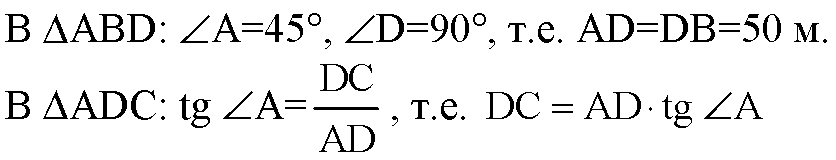 В ΔABD: ∠A=45°, ∠D=90°, т.е. AD=DB=50 м.
В ΔADC: tg ∠A= DC/AD , т.е. DC = AD · tg ∠A